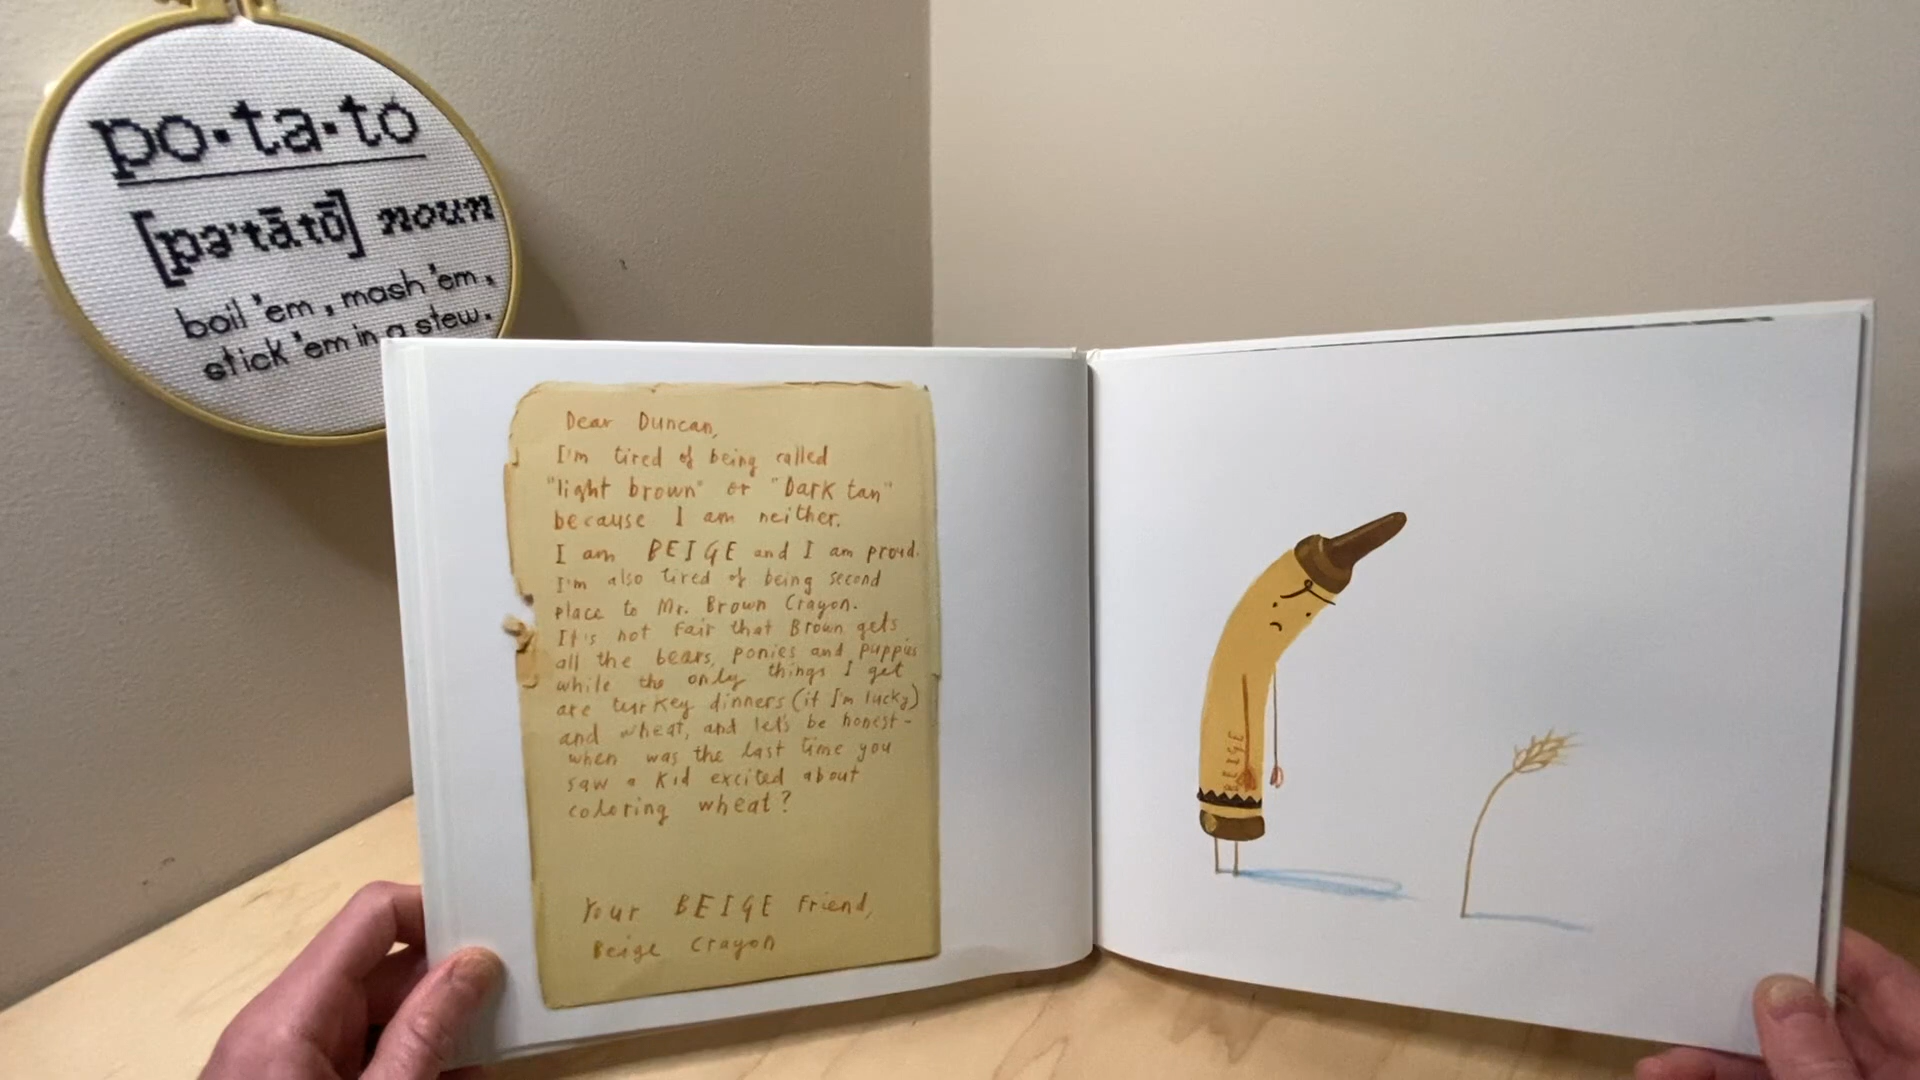 po·ta·to
[pə'tātō] noun
boil 'em, mash 'em,
stick 'em in a stew.
Dear Duncan,
I'm tired of being called
"light brown" or "Dark tan"
because I am neither.
I am BEIGE and I am proud.
I'm also tired of being second
place to Mr. Brown Crayon.
It's not fair that Brown gets
all the bears, ponies and puppies
while the only things I get
are turkey dinners (if I'm lucky)
and wheat, and let's be honest-
when was the last time you
saw a kid excited about
coloring wheat?
Your BEIGE Friend,
Beige Crayon
BEIGE